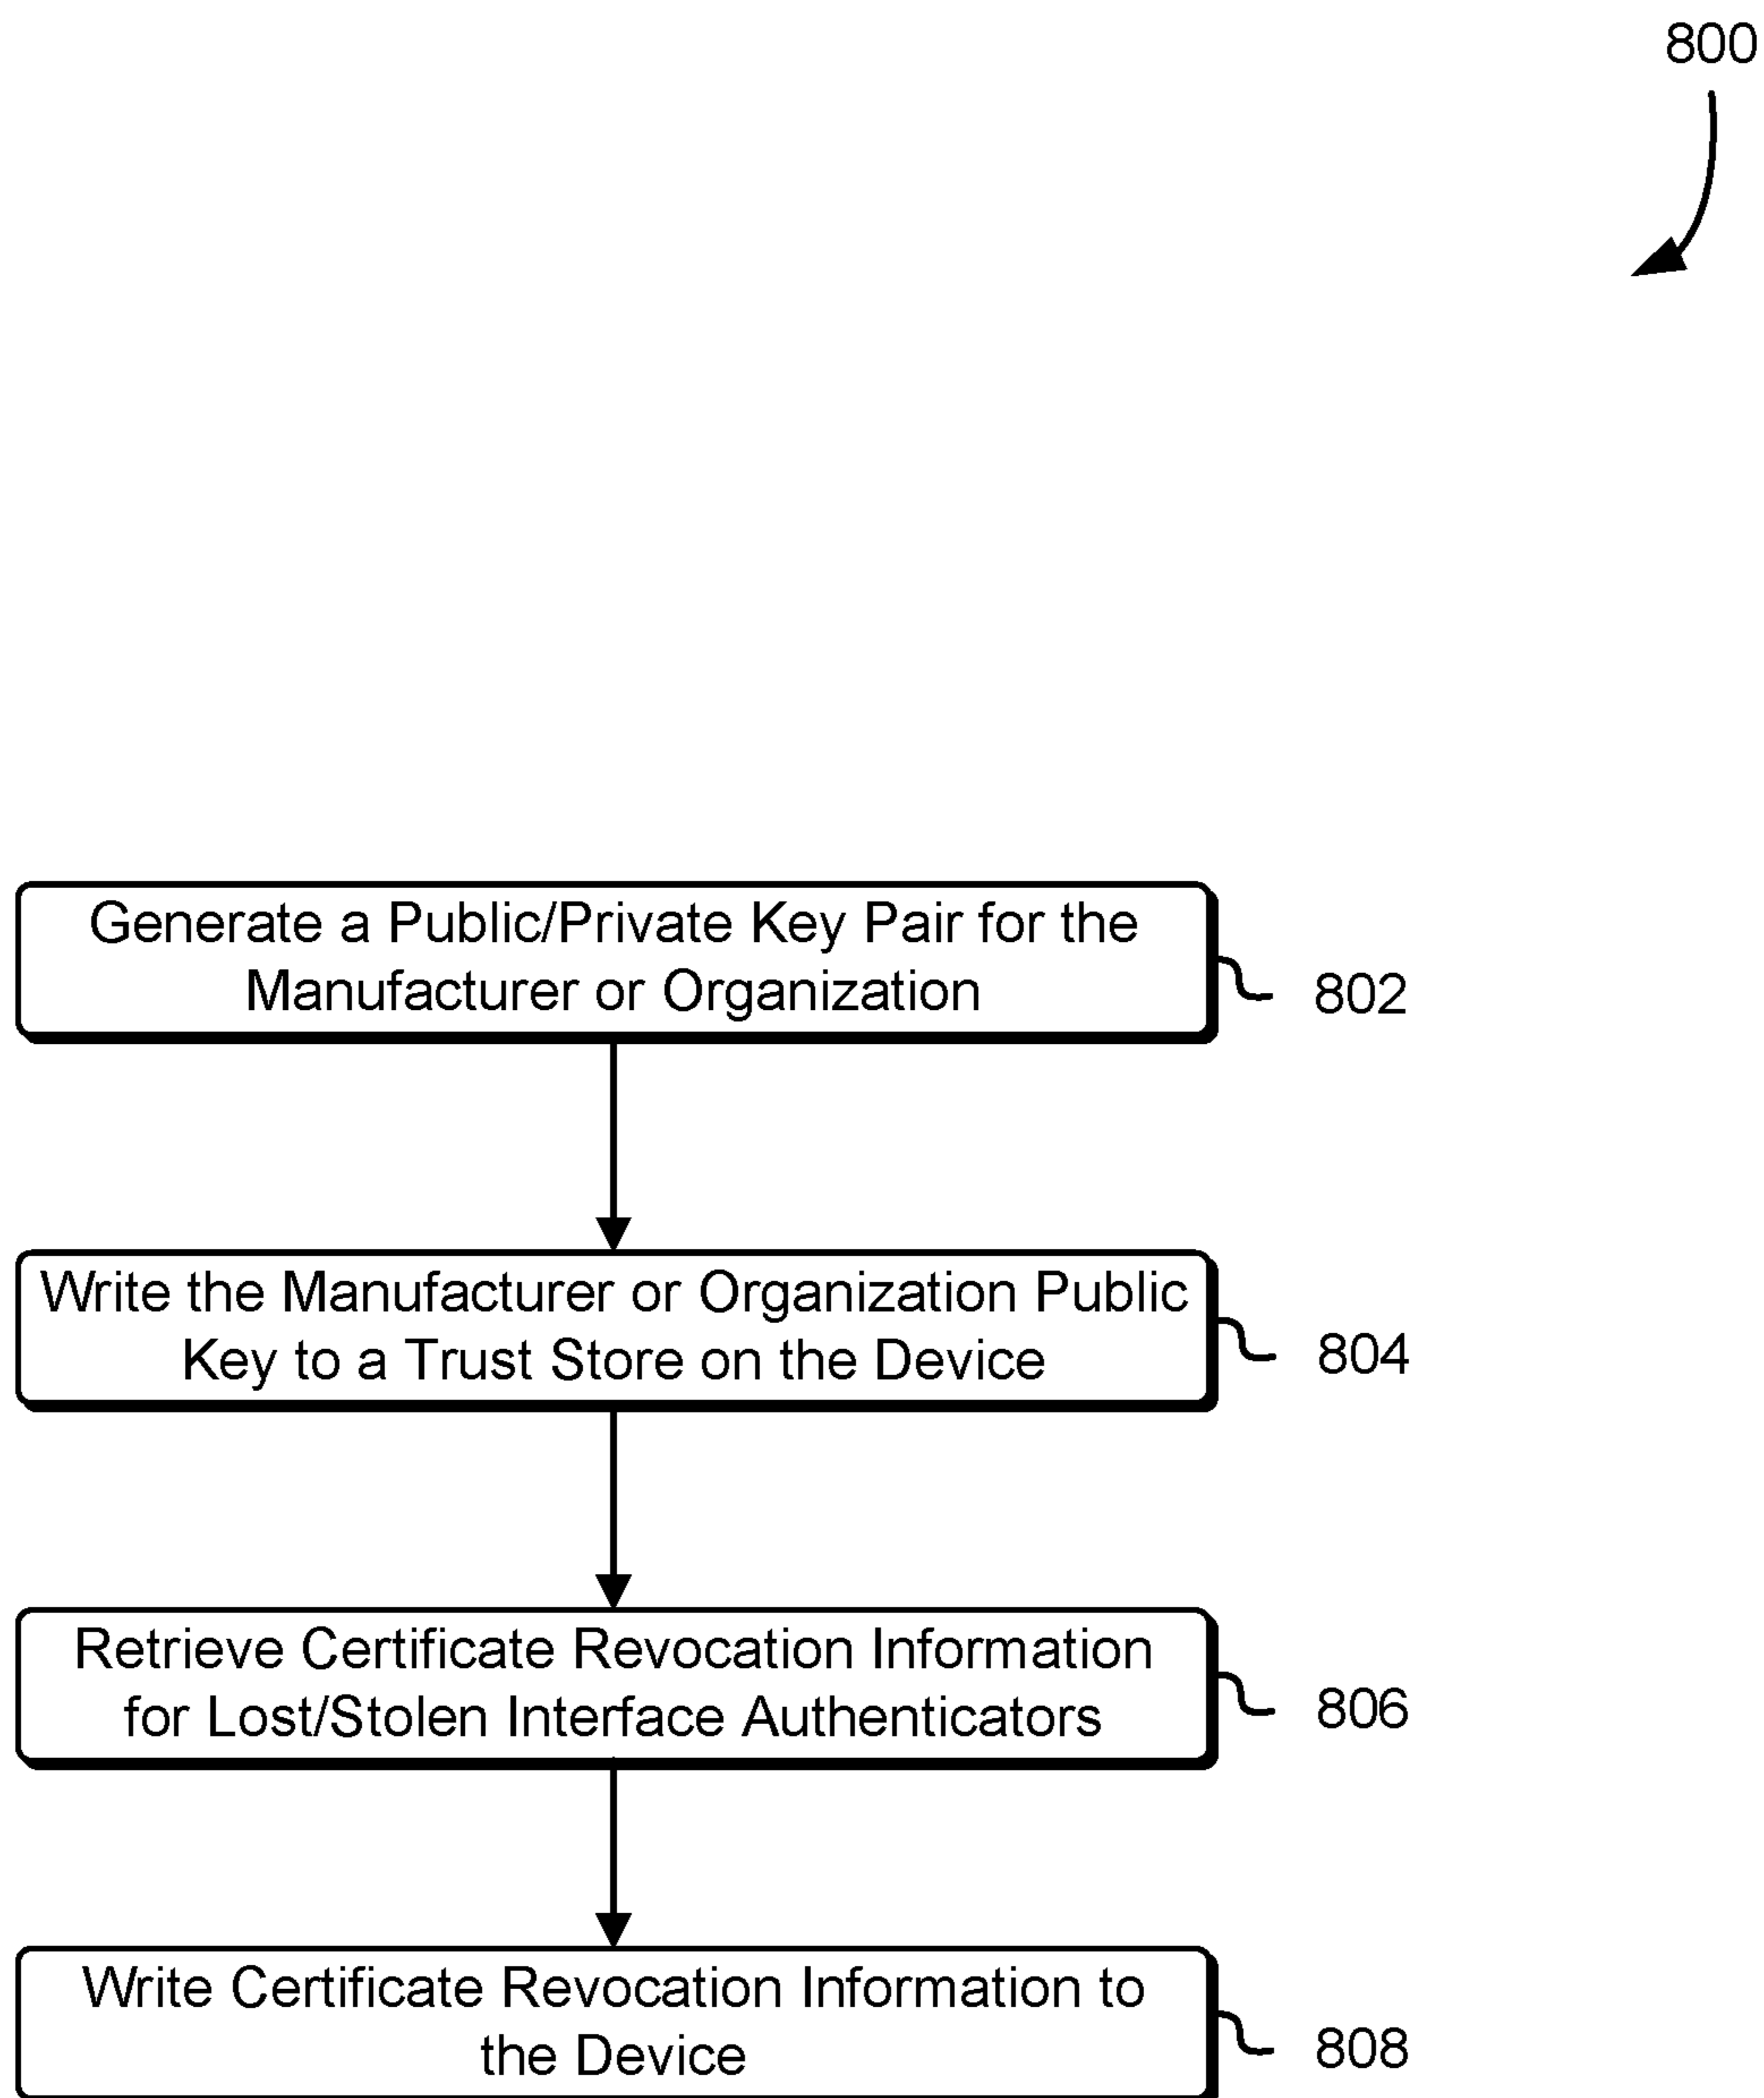 800
Generate a Public/Private Key Pair for the
Manufacturer or Organization
802
Write the Manufacturer or Organization Public
Key to a Trust Store on the Device
804
Retrieve Certificate Revocation Information
for Lost/Stolen Interface Authenticators
806
Write Certificate Revocation Information to
the Device
808